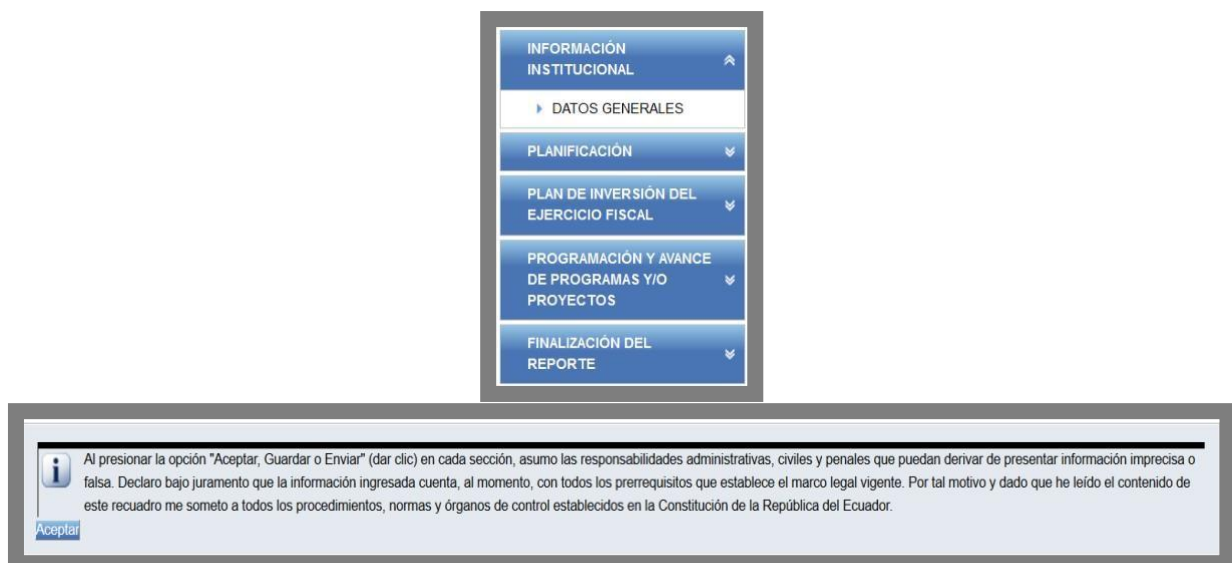 INFORMACIÓN
INSTITUCIONAL
DATOS GENERALES
PLANIFICACIÓN
PLAN DE INVERSIÓN DEL
EJERCICIO FISCAL
PROGRAMACIÓN Y AVANCE
DE PROGRAMAS Y/O
PROYECTOS
FINALIZACIÓN DEL
REPORTE
Al presionar la opción "Aceptar, Guardar o Enviar" (dar clic) en cada sección, asumo las responsabilidades administrativas, civiles y penales que puedan derivar de presentar información imprecisa o
falsa. Declaro bajo juramento que la información ingresada cuenta, al momento, con todos los prerrequisitos que establece el marco legal vigente. Por tal motivo y dado que he leído el contenido de
este recuadro me someto a todos los procedimientos, normas y órganos de control establecidos en la Constitución de la República del Ecuador.
Aceptar